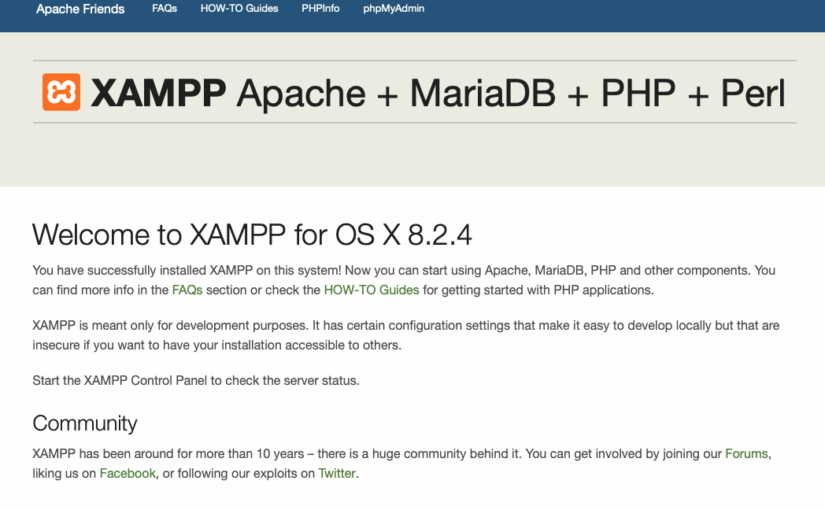 Apache Friends FAQs HOW-TO Guides PHPInfo phpMyAdmin
XAMPP Apache + MariaDB + PHP + Perl
Welcome to XAMPP for OS X 8.2.4
You have successfully installed XAMPP on this system! Now you can start using Apache, MariaDB, PHP and other components. You
can find more info in the FAQs section or check the HOW-TO Guides for getting started with PHP applications.
XAMPP is meant only for development purposes. It has certain configuration settings that make it easy to develop locally but that are
insecure if you want to have your installation accessible to others.
Start the XAMPP Control Panel to check the server status.
Community
XAMPP has been around for more than 10 years – there is a huge community behind it. You can get involved by joining our Forums,
liking us on Facebook, or following our exploits on Twitter.